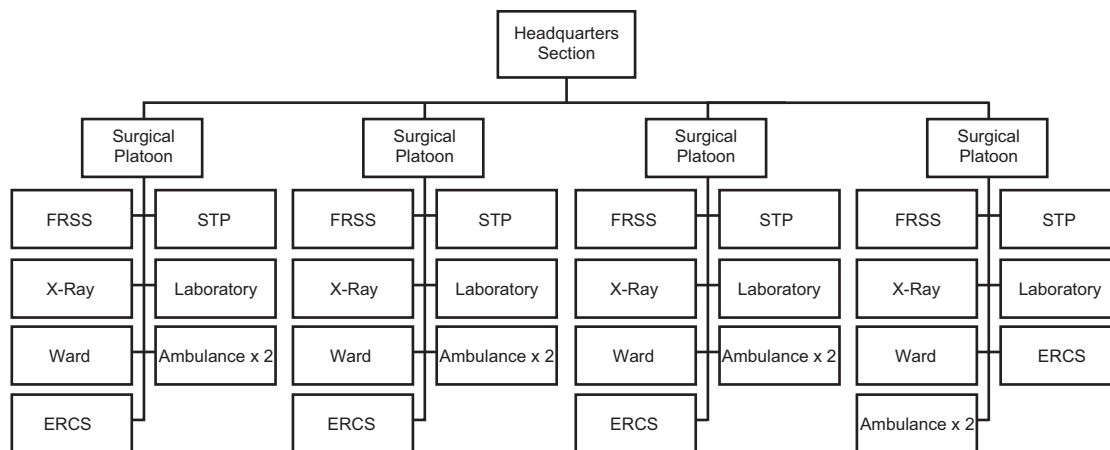 Headquarters
Section
Surgical
Platoon
Surgical
Platoon
Surgical
Platoon
Surgical
Platoon
FRSS
STP
FRSS
STP
FRSS
STP
FRSS
STP
X-Ray
Laboratory
X-Ray
Laboratory
X-Ray
Laboratory
X-Ray
Laboratory
Ward
Ambulance x 2
Ward
Ambulance x 2
Ward
Ambulance x 2
Ward
ERCS
ERCS
ERCS
ERCS
Ambulance x 2